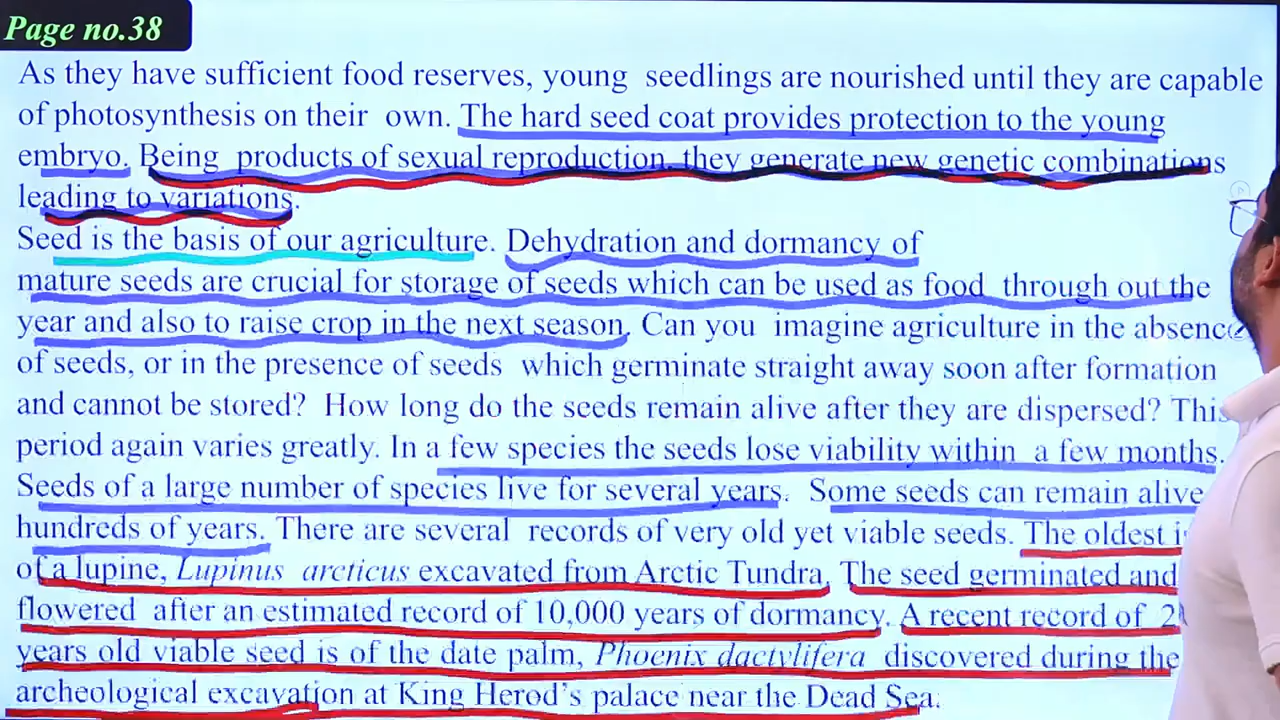 Page no.38
As they have sufficient food reserves, young seedlings are nourished until they are capable
of photosynthesis on their own. The hard seed coat provides protection to the young
embryo. Being products of sexual reproduction, they generate new genetic combinations
leading to variations.
Seed is the basis of our agriculture. Dehydration and dormancy of
mature seeds are crucial for storage of seeds which can be used as food through out the
year and also to raise crop in the next season. Can you imagine agriculture in the absence
of seeds, or in the presence of seeds which germinate straight away soon after formation
and cannot be stored? How long do the seeds remain alive after they are dispersed? This
period again varies greatly. In a few species the seeds lose viability within a few months.
Seeds of a large number of species live for several years. Some seeds can remain alive
hundreds of years. There are several records of very old yet viable seeds. The oldest
of a lupine, Lupinus arcticus excavated from Arctic Tundra. The seed germinated and
flowered after an estimated record of 10,000 years of dormancy. A recent record of
years old viable seed is of the date palm, Phoenix dactylifera discovered during the
archeological excavation at King Herod's palace near the Dead Sea.